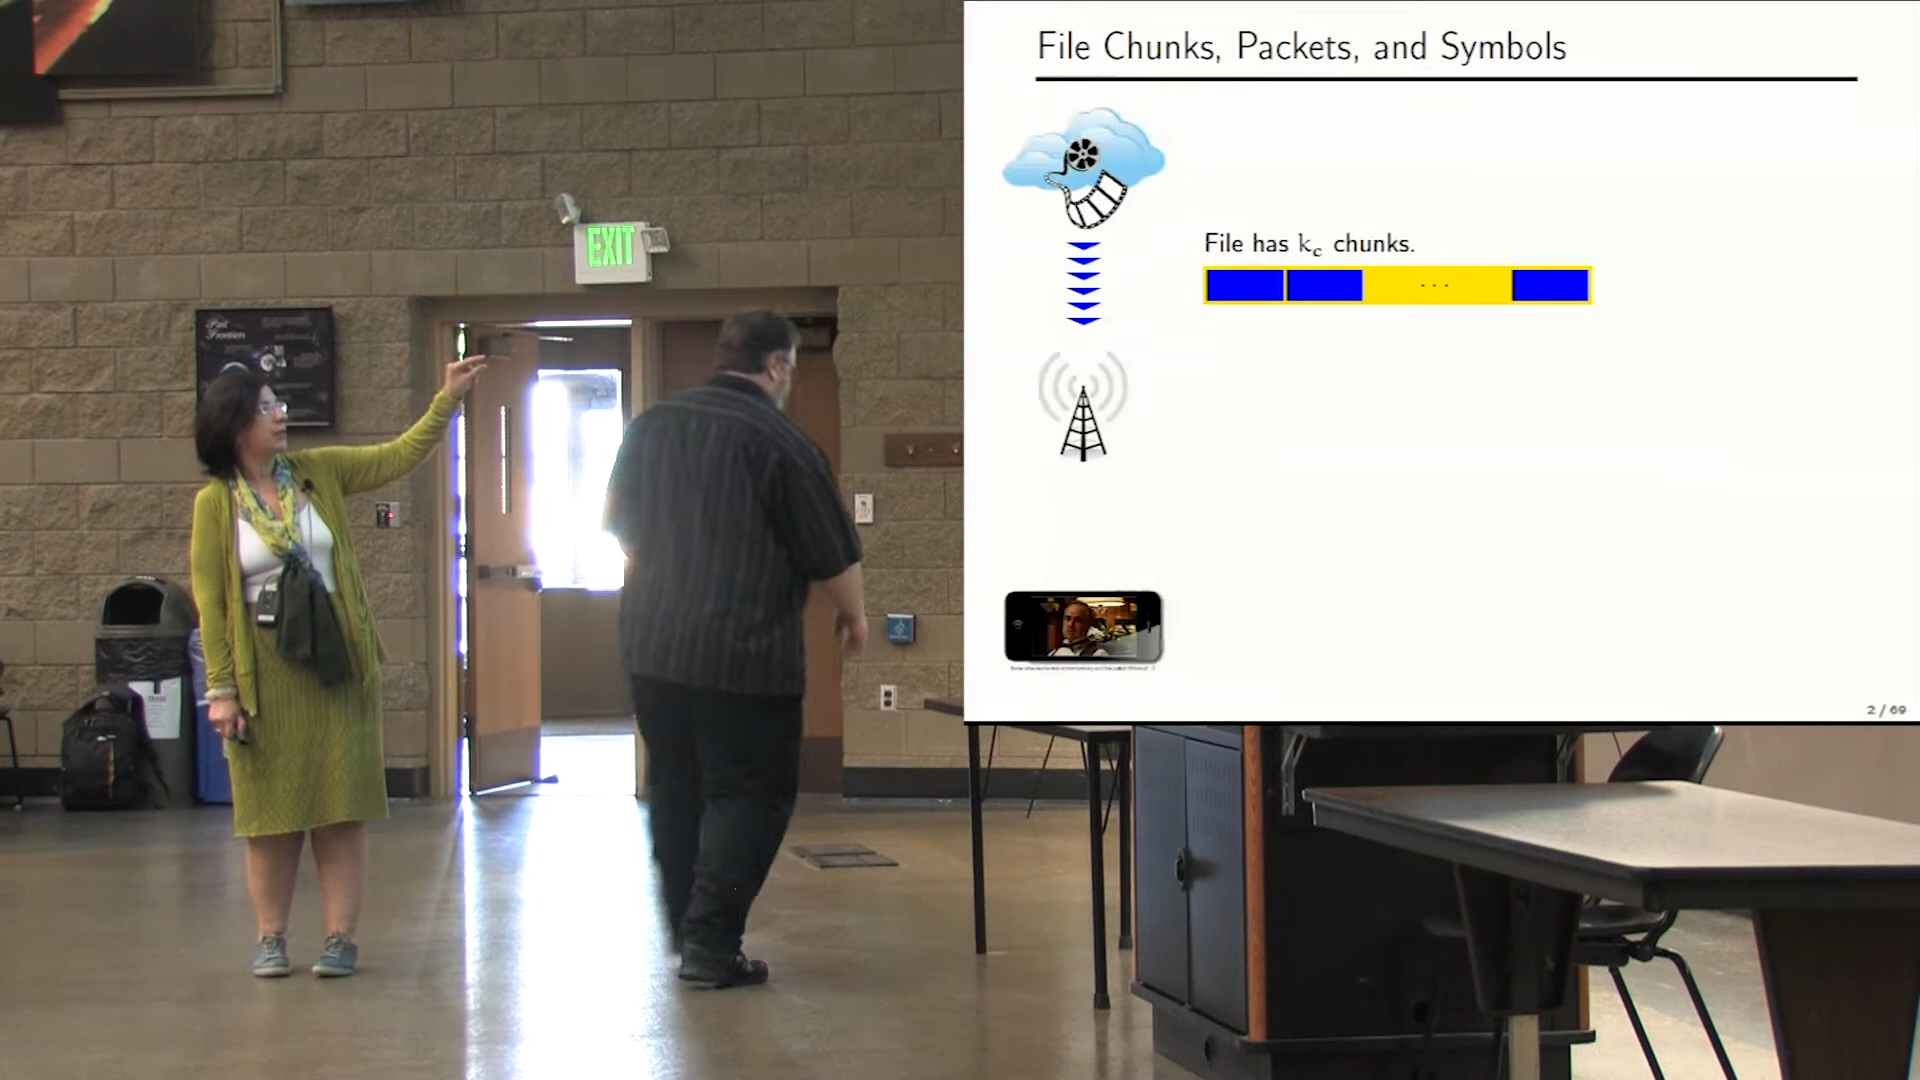 File Chunks, Packets, and Symbols
EXIT
File has k_c chunks.
...
2 / 69